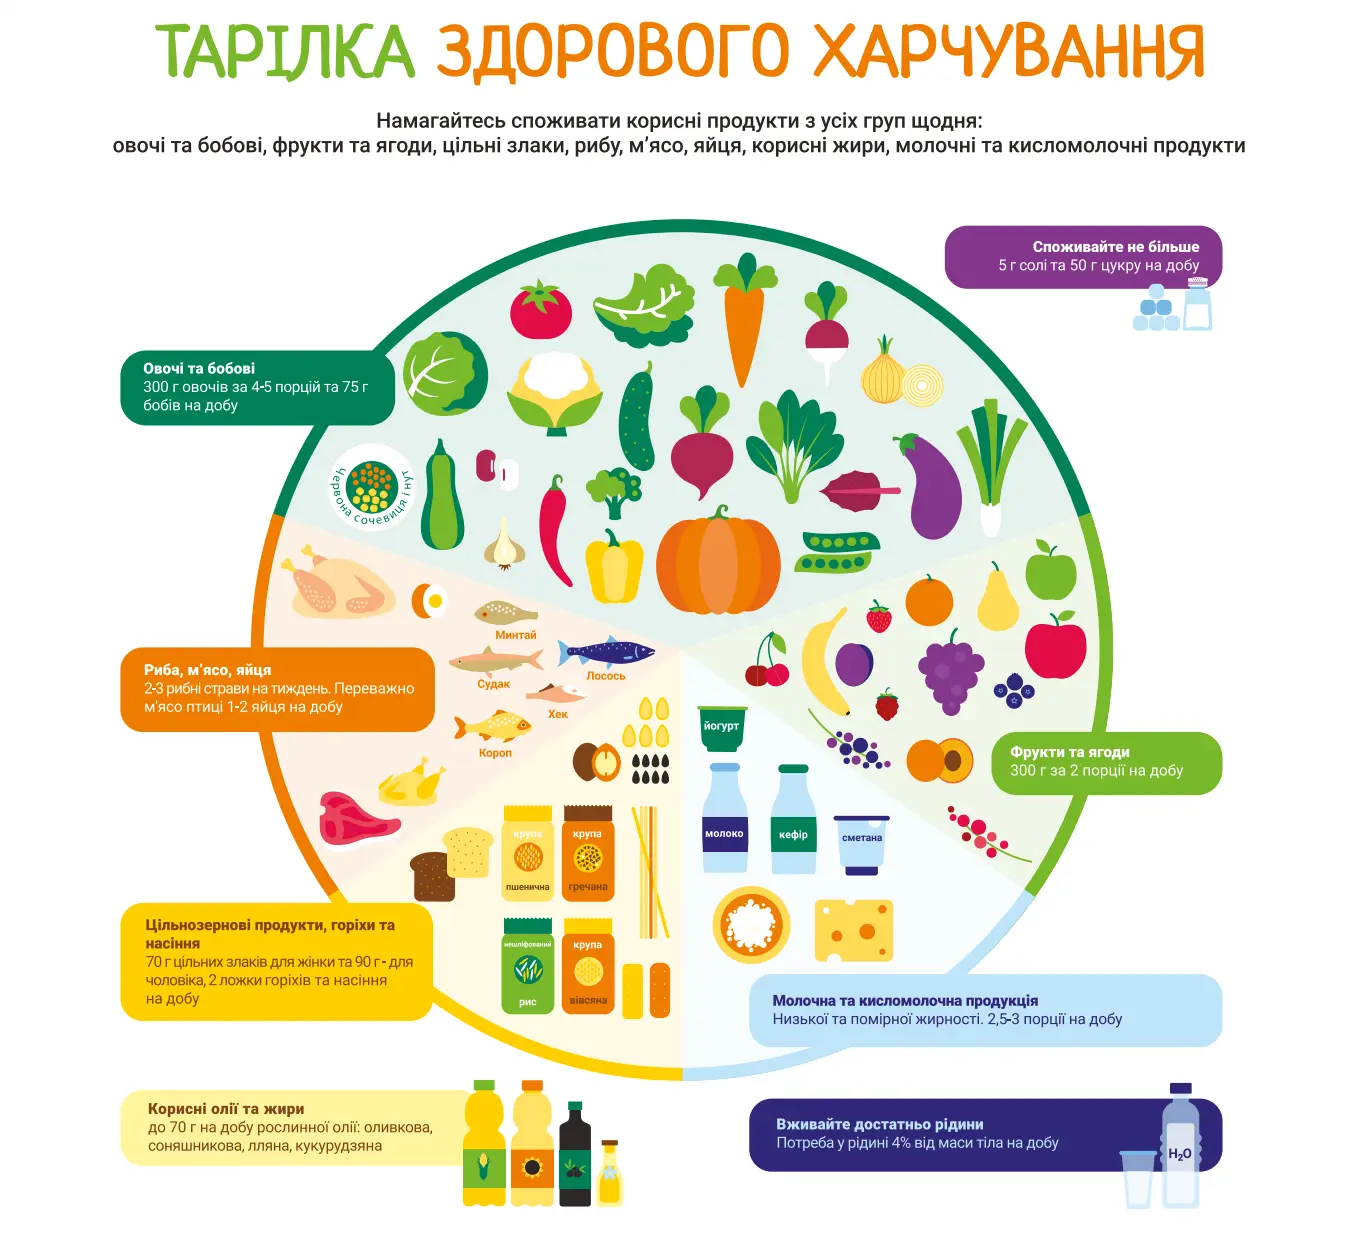 ТАРІЛКА ЗДОРОВОГО ХАРЧУВАННЯ
Намагайтесь споживати корисні продукти з усіх груп щодня:
овочі та бобові, фрукти та ягоди, цільні злаки, рибу, м’ясо, яйця, корисні жири, молочні та кисломолочні продукти
Споживайте не більше
5 г солі та 50 г цукру на добу
Овочі та бобові
300 г овочів за 4-5 порцій та 75 г
бобів на добу
Червона сочевиця і нут
Риба, м’ясо, яйця
2-3 рибні страви на тиждень. Переважно
м'ясо птиці 1-2 яйця на добу
Минтай
Судак
Лосось
Хек
Короп
Фрукти та ягоди
300 г за 2 порції на добу
йогурт
молоко
кефір
сметана
крупа
пшенична
крупа
гречана
нешліфований
рис
крупа
вівсяна
Цільнозернові продукти, горіхи та
насіння
70 г цільних злаків для жінки та 90 г - для
чоловіка, 2 ложки горіхів та насіння
на добу
Молочна та кисломолочна продукція
Низької та помірної жирності. 2,5-3 порції на добу
Корисні олії та жири
до 70 г на добу рослинної олії: оливкова,
соняшникова, лляна, кукурудзяна
Вживайте достатньо рідини
Потреба у рідині 4% від маси тіла на добу
H₂O